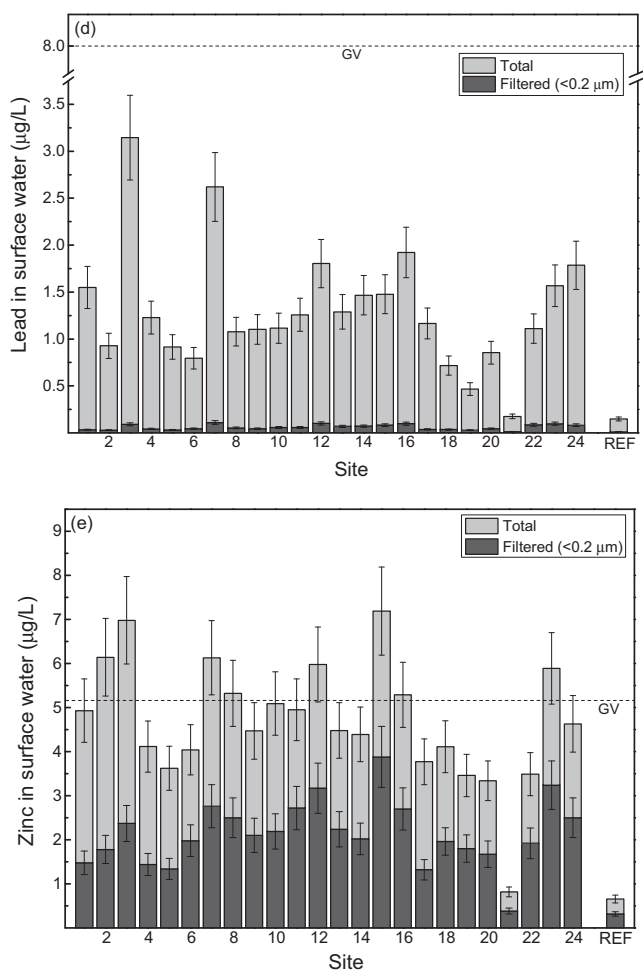 (d)
8.0
GV
Total
Filtered (<0.2 μm)
3.5
3.0
2.5
2.0
1.5
1.0
0.5
Lead in surface water (μg/L)
2 4 6 8 10 12 14 16 18 20 22 24 REF
Site
(e)
Total
Filtered (<0.2 μm)
9
8
7
6
5
4
3
2
1
GV
Zinc in surface water (μg/L)
2 4 6 8 10 12 14 16 18 20 22 24 REF
Site